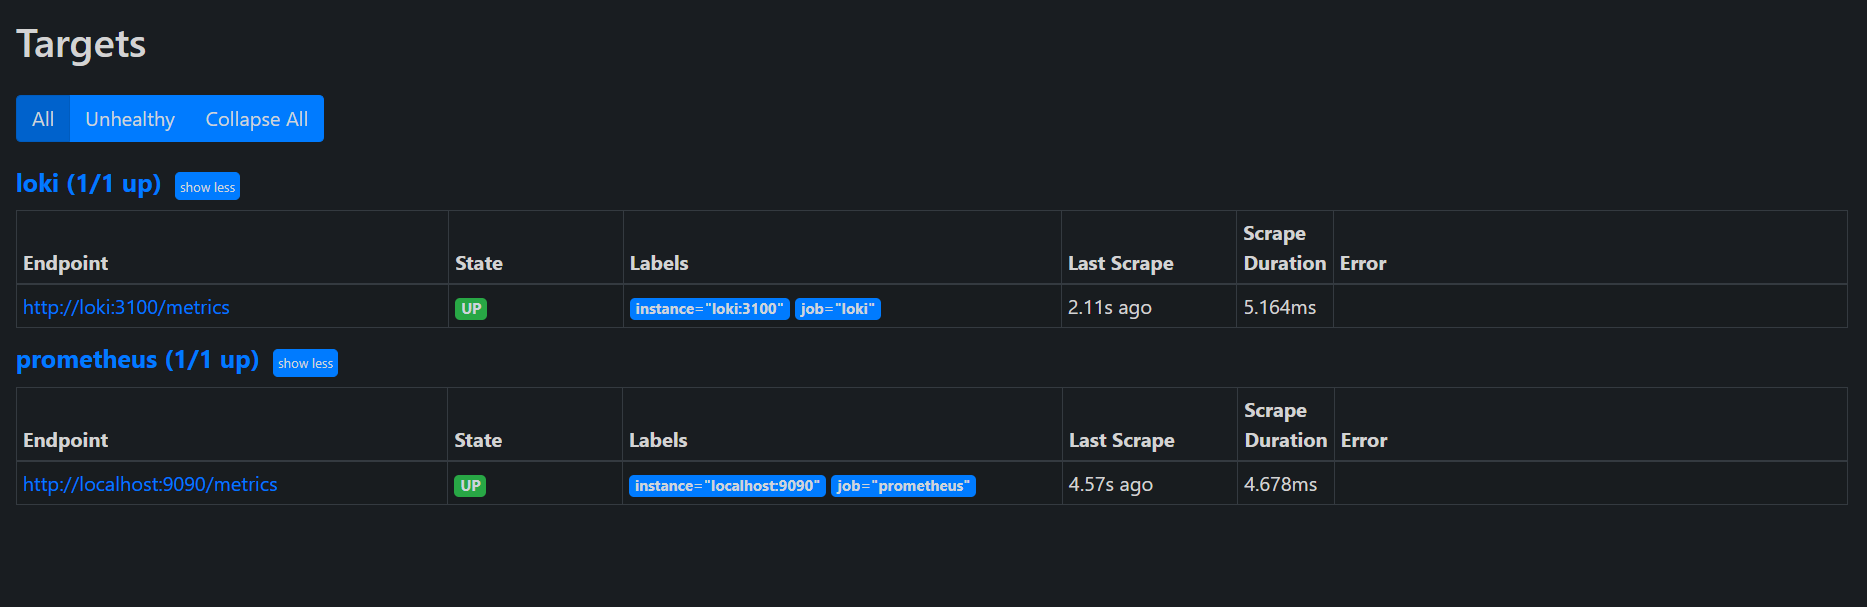 Targets
All Unhealthy Collapse All
loki (1/1 up) show less
Endpoint State Labels Last Scrape Scrape Duration Error
http://loki:3100/metrics UP instance="loki:3100" job="loki" 2.11s ago 5.164ms
prometheus (1/1 up) show less
Endpoint State Labels Last Scrape Scrape Duration Error
http://localhost:9090/metrics UP instance="localhost:9090" job="prometheus" 4.57s ago 4.678ms